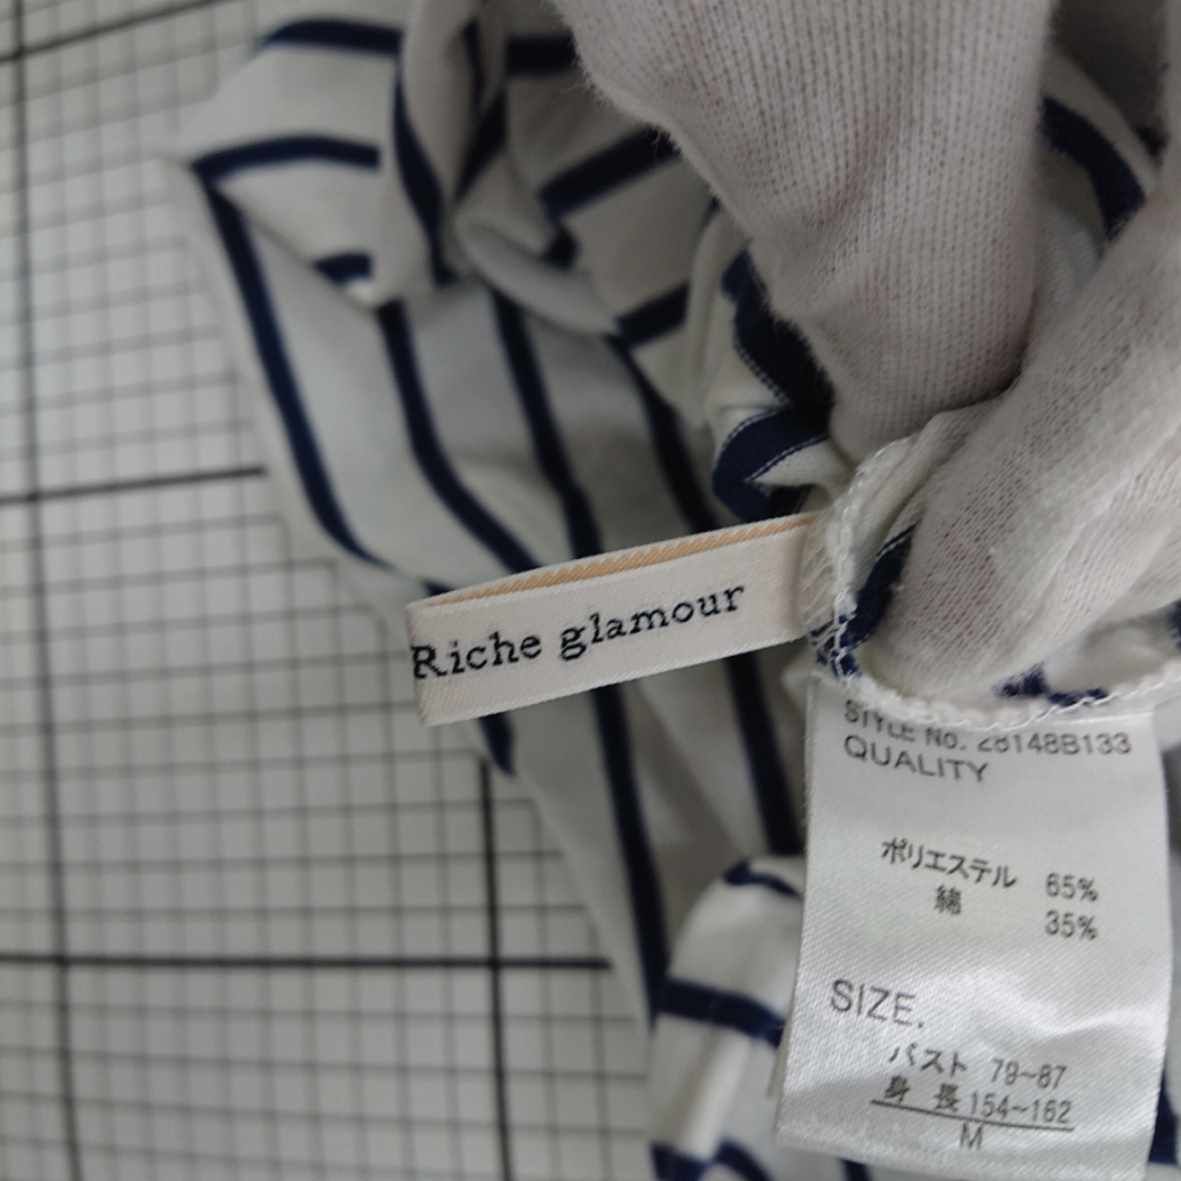 Riche glamour
STYLE No. 28148B133
QUALITY
ポリエステル 65%
綿 35%
SIZE.
バスト 79~87
身 長 154~162
M